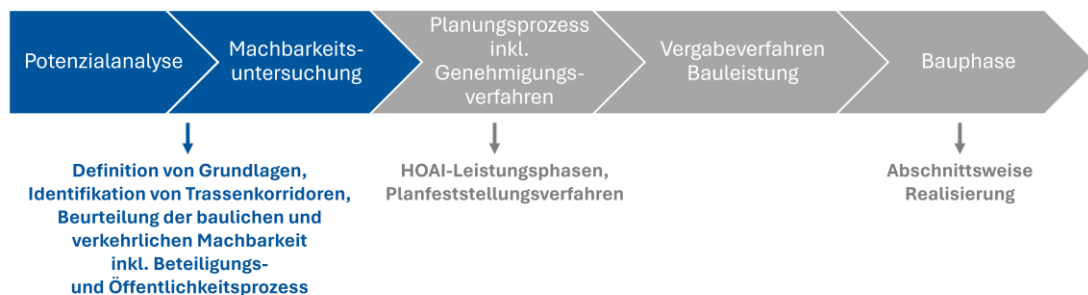 Potenzialanalyse
Machbarkeits-
untersuchung
Planungsprozess
inkl.
Genehmigungs-
verfahren
Vergabeverfahren
Bauleistung
Bauphase
Definition von Grundlagen,
Identifikation von Trassenkorridoren,
Beurteilung der baulichen und
verkehrlichen Machbarkeit
inkl. Beteiligungs-
und Öffentlichkeitsprozess
HOAI-Leistungsphasen,
Planfeststellungsverfahren
Abschnittsweise
Realisierung